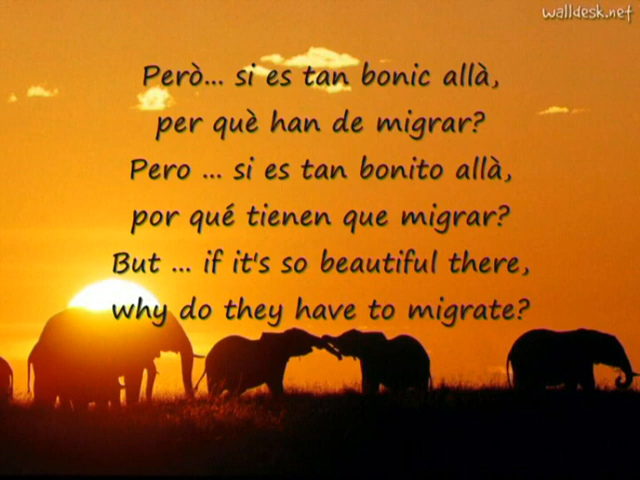 walldesk.net
Però... si es tan bonic allà,
per què han de migrar?
Pero ... si es tan bonito allà,
por qué tienen que migrar?
But ... if it's so beautiful there,
why do they have to migrate?